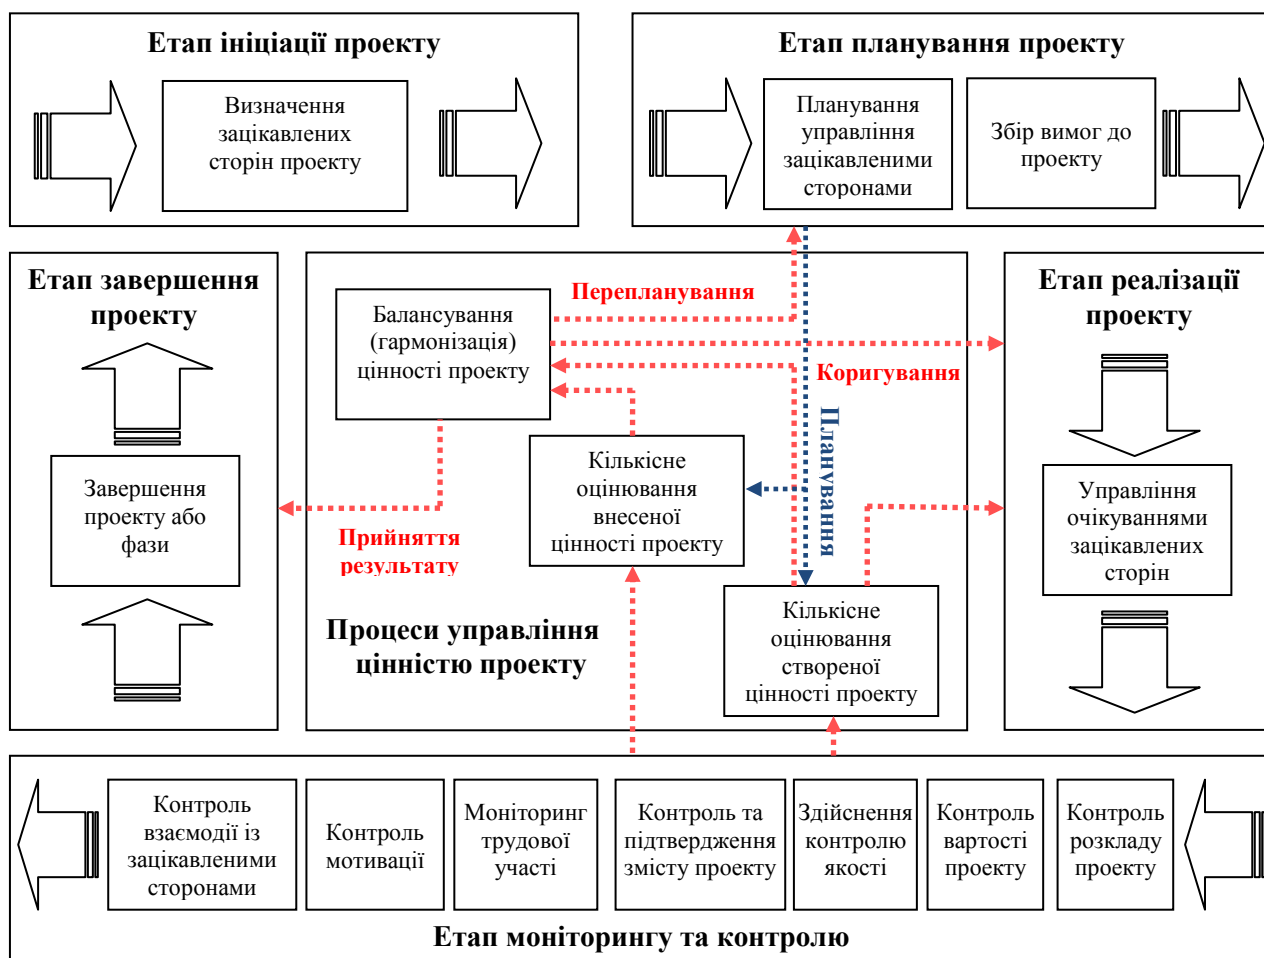 Етап ініціації проекту
Визначення
зацікавлених
сторін проекту
Етап планування проекту
Планування
управління
зацікавленими
сторонами
Збір вимог до
проекту
Етап завершення
проекту
Завершення
проекту або
фази
Балансування
(гармонізація)
цінності проекту
Перепланування
Коригування
Планування
Кількісне
оцінювання
внесеної
цінності проекту
Прийняття
результату
Кількісне
оцінювання
створеної
цінності проекту
Процеси управління
цінністю проекту
Етап реалізації
проекту
Управління
очікуваннями
зацікавлених
сторін
Контроль
взаємодії із
зацікавленими
сторонами
Контроль
мотивації
Моніторинг
трудової
участі
Контроль та
підтвердження
змісту проекту
Здійснення
контролю
якості
Контроль
вартості
проекту
Контроль
розкладу
проекту
Етап моніторингу та контролю